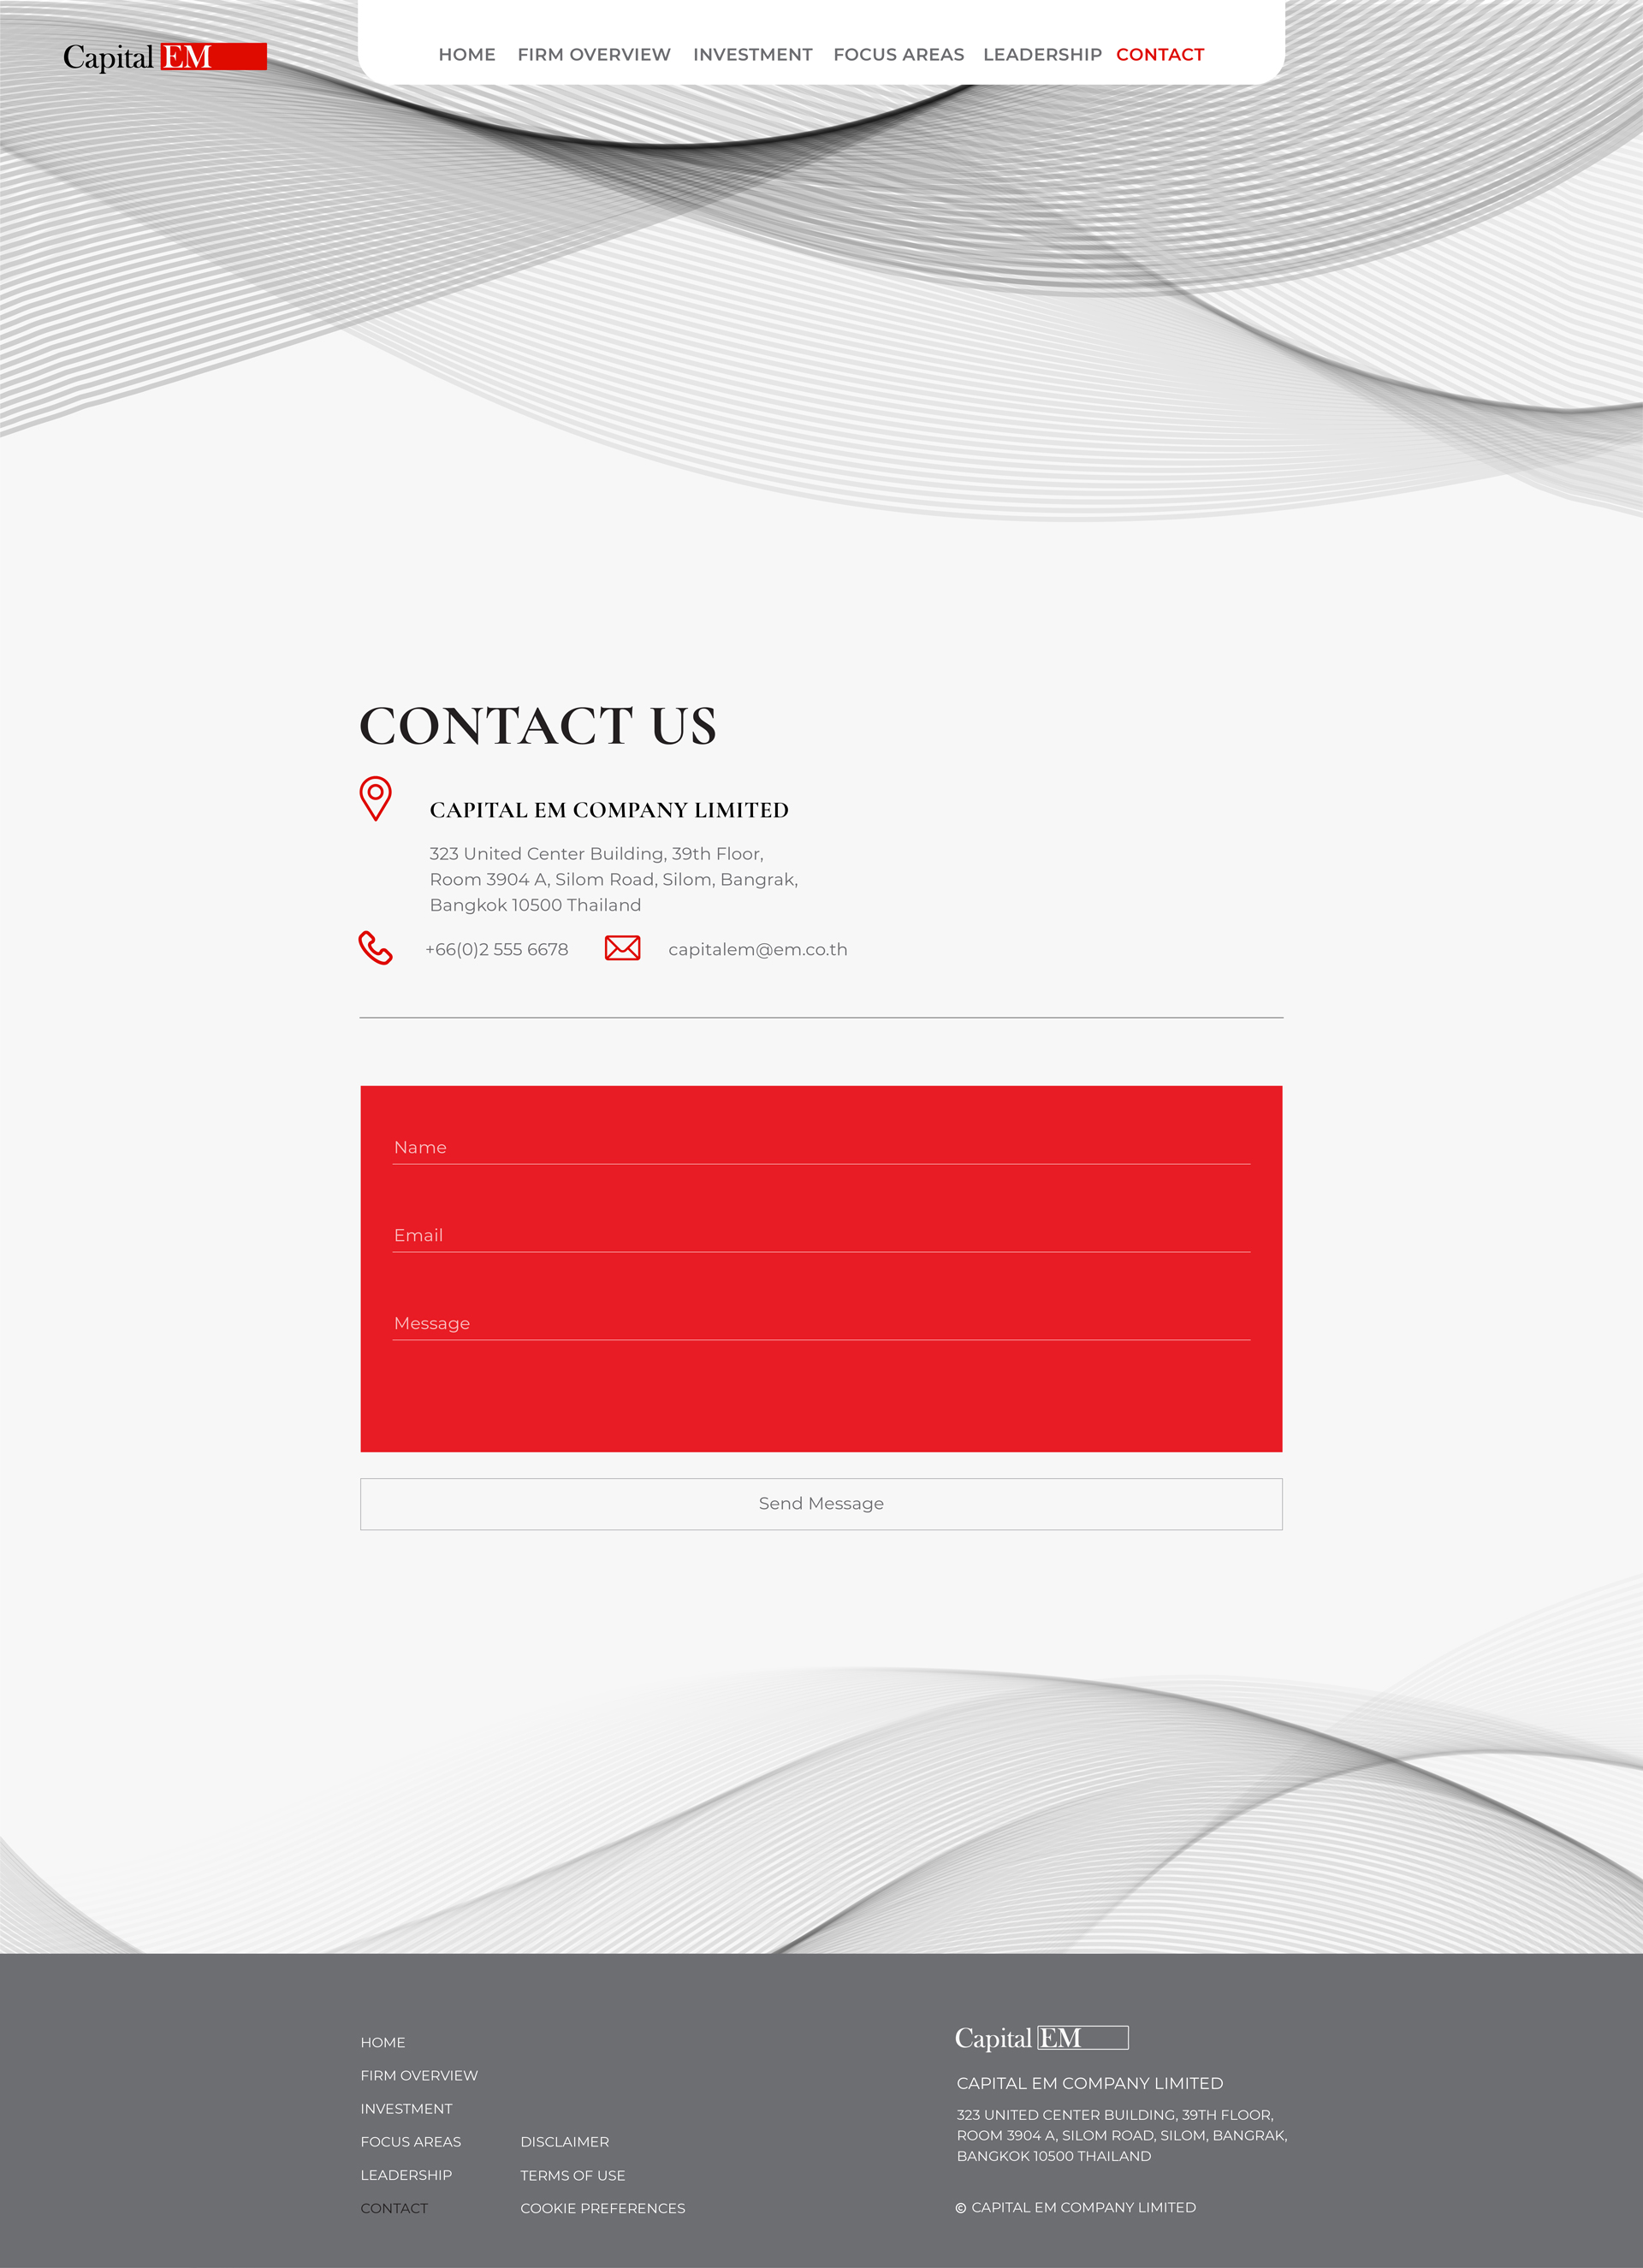 Capital EM
HOME FIRM OVERVIEW INVESTMENT FOCUS AREAS LEADERSHIP CONTACT
CONTACT US
CAPITAL EM COMPANY LIMITED
323 United Center Building, 39th Floor,
Room 3904 A, Silom Road, Silom, Bangrak,
Bangkok 10500 Thailand
+66(0)2 555 6678 capitalem@em.co.th
Name
Email
Message
Send Message
HOME
FIRM OVERVIEW
INVESTMENT
FOCUS AREAS
LEADERSHIP
CONTACT
DISCLAIMER
TERMS OF USE
COOKIE PREFERENCES
Capital EM
CAPITAL EM COMPANY LIMITED
323 UNITED CENTER BUILDING, 39TH FLOOR,
ROOM 3904 A, SILOM ROAD, SILOM, BANGRAK,
BANGKOK 10500 THAILAND
© CAPITAL EM COMPANY LIMITED